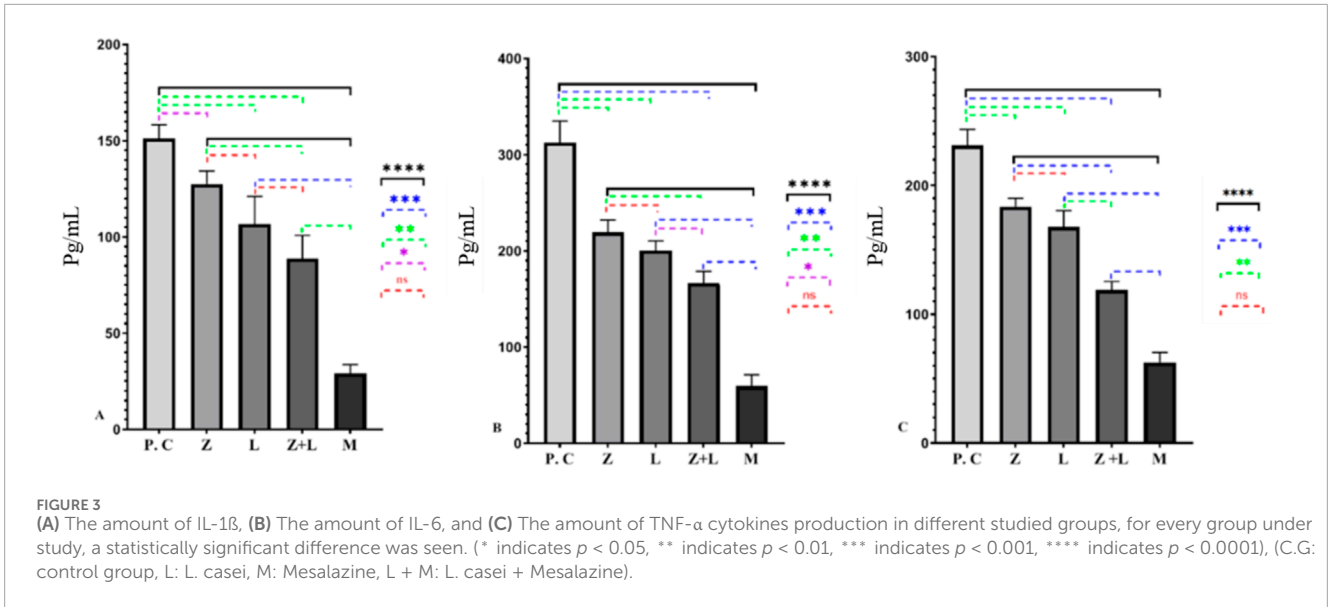 200
150
100
50
0
Pg/mL
A
P. C Z L Z+L M
****
***
**
*
ns
400
300
200
100
0
Pg/mL
B
P. C Z L Z+L M
****
***
**
*
ns
300
200
100
0
Pg/mL
C
P. C Z L Z +L M
****
***
**
ns
FIGURE 3
(A) The amount of IL-1ß, (B) The amount of IL-6, and (C) The amount of TNF-α cytokines production in different studied groups, for every group under
study, a statistically significant difference was seen. (* indicates p < 0.05, ** indicates p < 0.01, *** indicates p < 0.001, **** indicates p < 0.0001), (C.G:
control group, L: L. casei, M: Mesalazine, L + M: L. casei + Mesalazine).